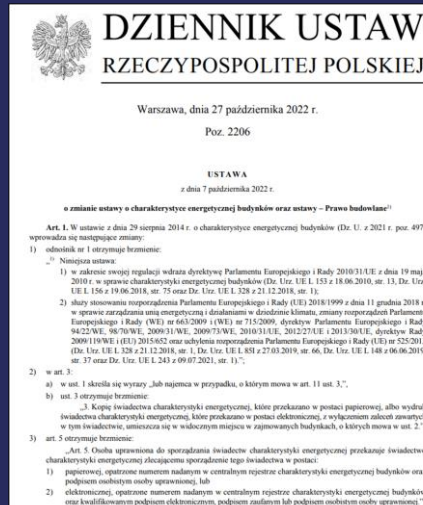 DZIENNIK USTAW
RZECZYPOSPOLITEJ POLSKIEJ
Warszawa, dnia 27 października 2022 r.
Poz. 2206
USTAWA
z dnia 7 października 2022 r.
o zmianie ustawy o charakterystyce energetycznej budynków oraz ustawy – Prawo budowlane¹⁾
Art. 1. W ustawie z dnia 29 sierpnia 2014 r. o charakterystyce energetycznej budynków (Dz. U. z 2021 r. poz. 497
wprowadza się następujące zmiany:
1) odnośnik nr 1 otrzymuje brzmienie:
„¹⁾ Niniejsza ustawa:
1) w zakresie swojej regulacji wdraża dyrektywę Parlamentu Europejskiego i Rady 2010/31/UE z dnia 19 maja
2010 r. w sprawie charakterystyki energetycznej budynków (Dz. Urz. UE L 153 z 18.06.2010, str. 13, Dz. Urz
UE L 156 z 19.06.2018, str. 75 oraz Dz. Urz. UE L 328 z 21.12.2018, str. 1);
2) służy stosowaniu rozporządzenia Parlamentu Europejskiego i Rady (UE) 2018/1999 z dnia 11 grudnia 2018 r
w sprawie zarządzania unią energetyczną i działaniami w dziedzinie klimatu, zmiany rozporządzeń Parlamentu
Europejskiego i Rady (WE) nr 663/2009 i (WE) nr 715/2009, dyrektyw Parlamentu Europejskiego i Rady
94/22/WE, 98/70/WE, 2009/31/WE, 2009/73/WE, 2010/31/UE, 2012/27/UE i 2013/30/UE, dyrektyw Rady
2009/119/WE i (EU) 2015/652 oraz uchylenia rozporządzenia Parlamentu Europejskiego i Rady (UE) nr 525/201
(Dz. Urz. UE L 328 z 21.12.2018, str. 1, Dz. Urz. UE L 85I z 27.03.2019, str. 66, Dz. Urz. UE L 148 z 06.06.2019
str. 37 oraz Dz. Urz. UE L 243 z 09.07.2021, str. 1).”;
2) w art. 3:
a) w ust. 1 skreśla się wyrazy „lub najemca w przypadku, o którym mowa w art. 11 ust. 3,”,
b) ust. 3 otrzymuje brzmienie:
„3. Kopię świadectwa charakterystyki energetycznej, które przekazano w postaci papierowej, albo wydruk
świadectwa charakterystyki energetycznej, które przekazano w postaci elektronicznej, z wyłączeniem zaleceń zawartych
w tym świadectwie, umieszcza się w widocznym miejscu w zajmowanych budynkach, o których mowa w ust. 2.”
3) art. 5 otrzymuje brzmienie:
„Art. 5. Osoba uprawniona do sporządzania świadectw charakterystyki energetycznej przekazuje świadectwo
charakterystyki energetycznej zlecającemu sporządzenie tego świadectwa w postaci:
1) papierowej, opatrzone numerem nadanym w centralnym rejestrze charakterystyki energetycznej budynków oraz
podpisem osobistym osoby uprawnionej, lub
2) elektronicznej, opatrzone numerem nadanym w centralnym rejestrze charakterystyki energetycznej budynków
oraz kwalifikowanym podpisem elektronicznym, podpisem zaufanym lub podpisem osobistym osoby uprawnionej.”